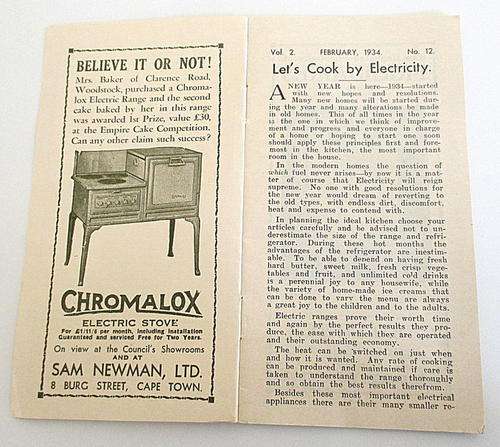 BELIEVE IT OR NOT!
Mrs. Baker of Clarence Road,
Woodstock, purchased a Chroma-
lox Electric Range and the second
cake baked by her in this range
was awarded 1st Prize, value £30,
at the Empire Cake Competition.
Can any other claim such success?
CHROMALOX
ELECTRIC STOVE
For £1/11/6 per month, including Installation
Guaranteed and serviced Free for Two Years.
On view at the Council's Showrooms
AND AT
SAM NEWMAN, LTD.
8 BURG STREET, CAPE TOWN.
Vol. 2. FEBRUARY, 1934. No. 12.
Let's Cook by Electricity.
A NEW YEAR is here—1934—started
with new hopes and resolutions.
Many new homes will be started dur-
ing the year and many alterations be made
in old homes. This of all times in the year
is the one in which we think of improve-
ment and progress and everyone in charge
of a home or hoping to start one soon
should apply these principles first and fore-
most in the kitchen, the most important
room in the house.
In the modern homes the question of
which fuel never arises—by now it is a mat-
ter of course that Electricity will reign
supreme. No one with good resolutions for
the new year would dream of reverting to
the old types, with endless dirt, discomfort,
heat and expense to contend with.
In planning the ideal kitchen choose your
articles carefully and be advised not to un-
derestimate the size of the range and refri-
gerator. During these hot months the
advantages of the refrigerator are inestim-
able. To be able to depend on having fresh
hard butter, sweet milk, fresh crisp vege-
tables and fruit, and unlimited cold drinks
is a perennial joy to any housewife, while
the variety of home-made ice creams that
can be done to vary the menu are always
a great joy to the children and to the adults.
Electric ranges prove their worth time
and again by the perfect results they pro-
duce, the ease with which they are operated
and their outstanding economy.
The heat can be switched on just when
and how it is wanted. Any rate of cooking
can be produced and maintained if care is
taken to understand the range thoroughly
and so obtain the best results therefrom.
Besides these most important electrical
appliances there are their many smaller re-